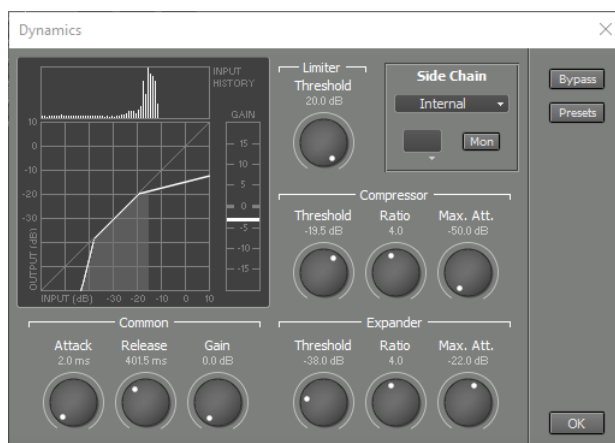 Dynamics
INPUT
HISTORY
GAIN
10
0
-10
-20
-30
OUTPUT (dB)
INPUT (dB) -30 -20 -10 0 10
15
10
5
0
-5
-10
-15
Limiter
Threshold
20.0 dB
Side Chain
Internal
Mon
Bypass
Presets
Compressor
Threshold Ratio Max. Att.
-19.5 dB 4.0 -50.0 dB
Common
Attack Release Gain
2.0 ms 401.5 ms 0.0 dB
Expander
Threshold Ratio Max. Att.
-38.0 dB 4.0 -22.0 dB
OK